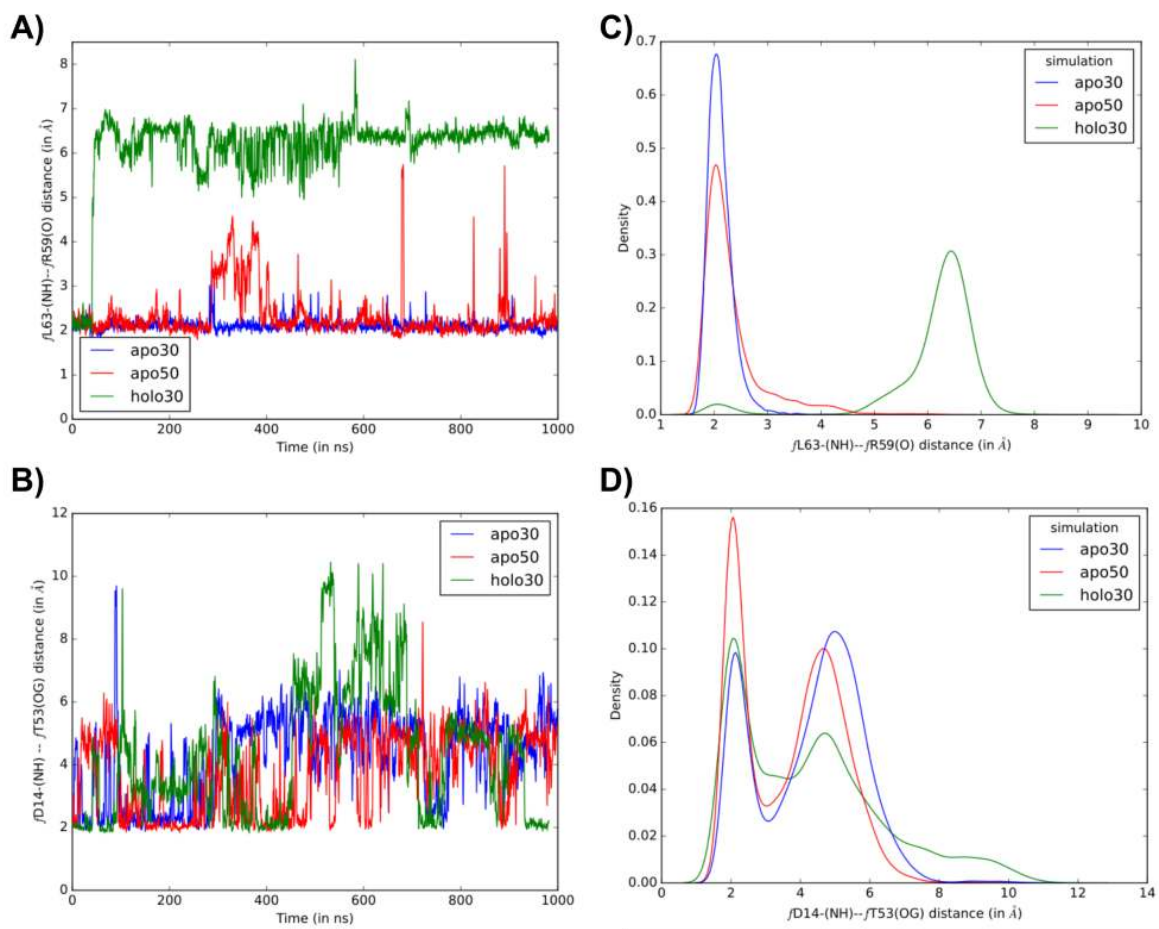 A)
fL63-(NH)--fR59(O) distance (in Å)
8
7
6
5
4
3
2
1
0
apo30
apo50
holo30
0 200 400 600 800 1000
Time (in ns)
C)
Density
0.7
0.6
0.5
0.4
0.3
0.2
0.1
0.0
simulation
apo30
apo50
holo30
1 2 3 4 5 6 7 8 9 10
fL63-(NH)--fR59(O) distance (in Å)
B)
fD14-(NH) -- fT53(OG) distance (in Å)
12
10
8
6
4
2
0
apo30
apo50
holo30
0 200 400 600 800 1000
Time (in ns)
D)
Density
0.16
0.14
0.12
0.10
0.08
0.06
0.04
0.02
0.00
simulation
apo30
apo50
holo30
0 2 4 6 8 10 12 14
fD14-(NH)--fT53(OG) distance (in Å)